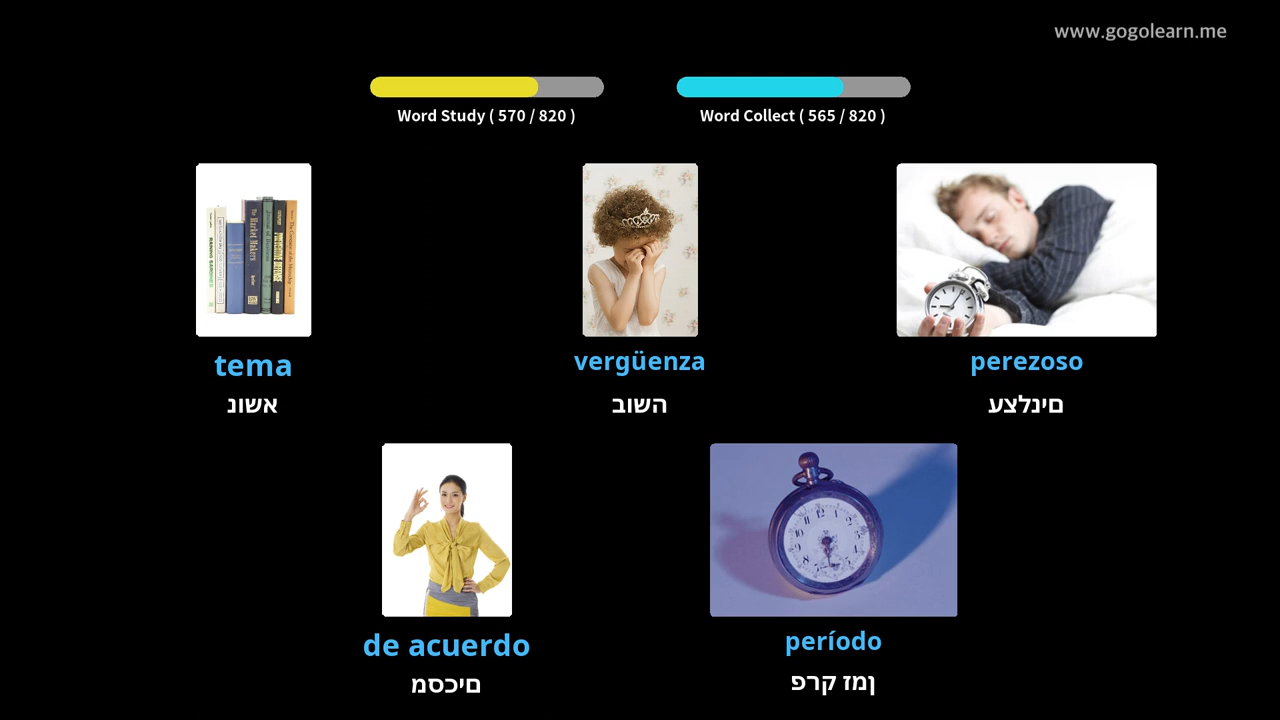 www.gogolearn.me
Word Study ( 570 / 820 )
Word Collect ( 565 / 820 )
tema
אשונ
vergüenza
השוב
perezoso
םינלצע
de acuerdo
םיכסמ
período
ןמז קרפ